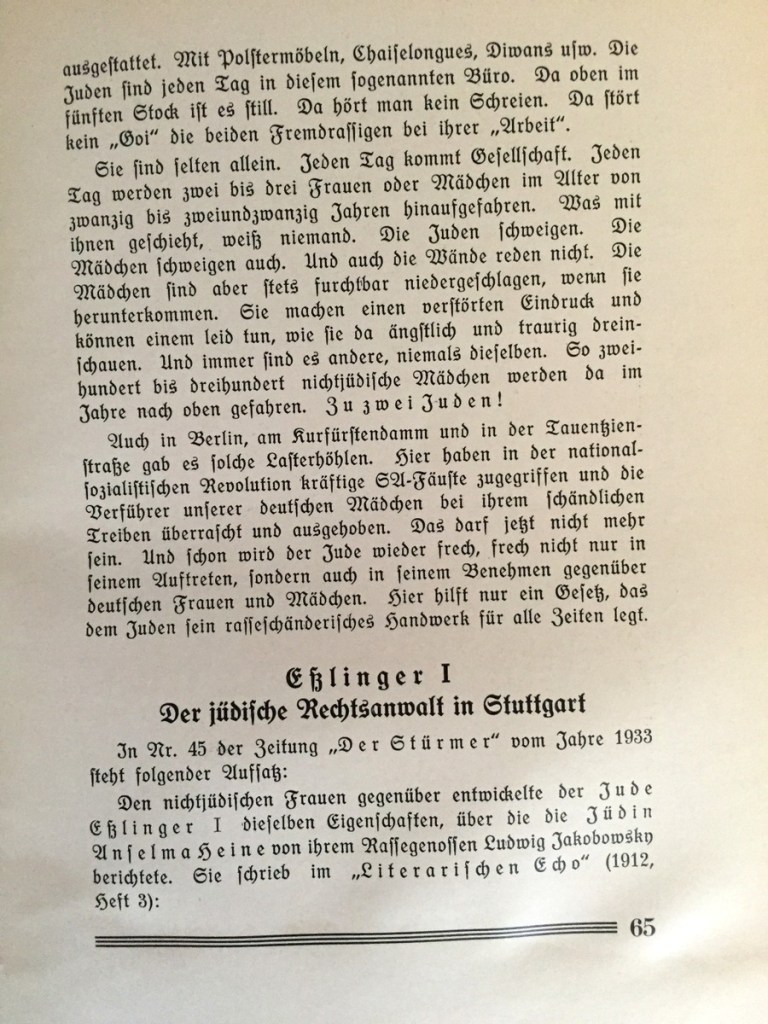 ausgestattet. Mit Polstermöbeln, Chaiselongues, Diwans usw. Die
Juden sind jeden Tag in diesem sogenannten Büro. Da oben im
fünften Stock ist es still. Da hört man kein Schreien. Da stört
kein „Goi“ die beiden Fremdrassigen bei ihrer „Arbeit“.
Sie sind selten allein. Jeden Tag kommt Gesellschaft. Jeden
Tag werden zwei bis drei Frauen oder Mädchen im Alter von
zwanzig bis zweiundzwanzig Jahren hinaufgefahren. Was mit
ihnen geschieht, weiß niemand. Die Juden schweigen. Die
Mädchen schweigen auch. Und auch die Wände reden nicht. Die
Mädchen sind aber stets furchtbar niedergeschlagen, wenn sie
herunterkommen. Sie machen einen verstörten Eindruck und
können einem leid tun, wie sie da ängstlich und traurig drein-
schauen. Und immer sind es andere, niemals dieselben. So zwei-
hundert bis dreihundert nichtjüdische Mädchen werden da im
Jahre nach oben gefahren. Zu zwei Juden!
Auch in Berlin, am Kurfürstendamm und in der Tauentzien-
straße gab es solche Lasterhöhlen. Hier haben in der national-
sozialistischen Revolution kräftige SA-Fäuste zugegriffen und die
Verführer unserer deutschen Mädchen bei ihrem schändlichen
Treiben überrascht und ausgehoben. Das darf jetzt nicht mehr
sein. Und schon wird der Jude wieder frech, frech nicht nur in
seinem Auftreten, sondern auch in seinem Benehmen gegenüber
deutschen Frauen und Mädchen. Hier hilft nur ein Gesetz, das
dem Juden sein rasseschänderisches Handwerk für alle Zeiten legt.
Eßlinger I
Der jüdische Rechtsanwalt in Stuttgart
In Nr. 45 der Zeitung „Der Stürmer“ vom Jahre 1933
steht folgender Aufsatz:
Den nichtjüdischen Frauen gegenüber entwickelte der Jude
Eßlinger I dieselben Eigenschaften, über die die Jüdin
Anselma Heine von ihrem Rassegenossen Ludwig Jakobowsky
berichtete. Sie schrieb im „Literarischen Echo“ (1912,
Heft 3):
65